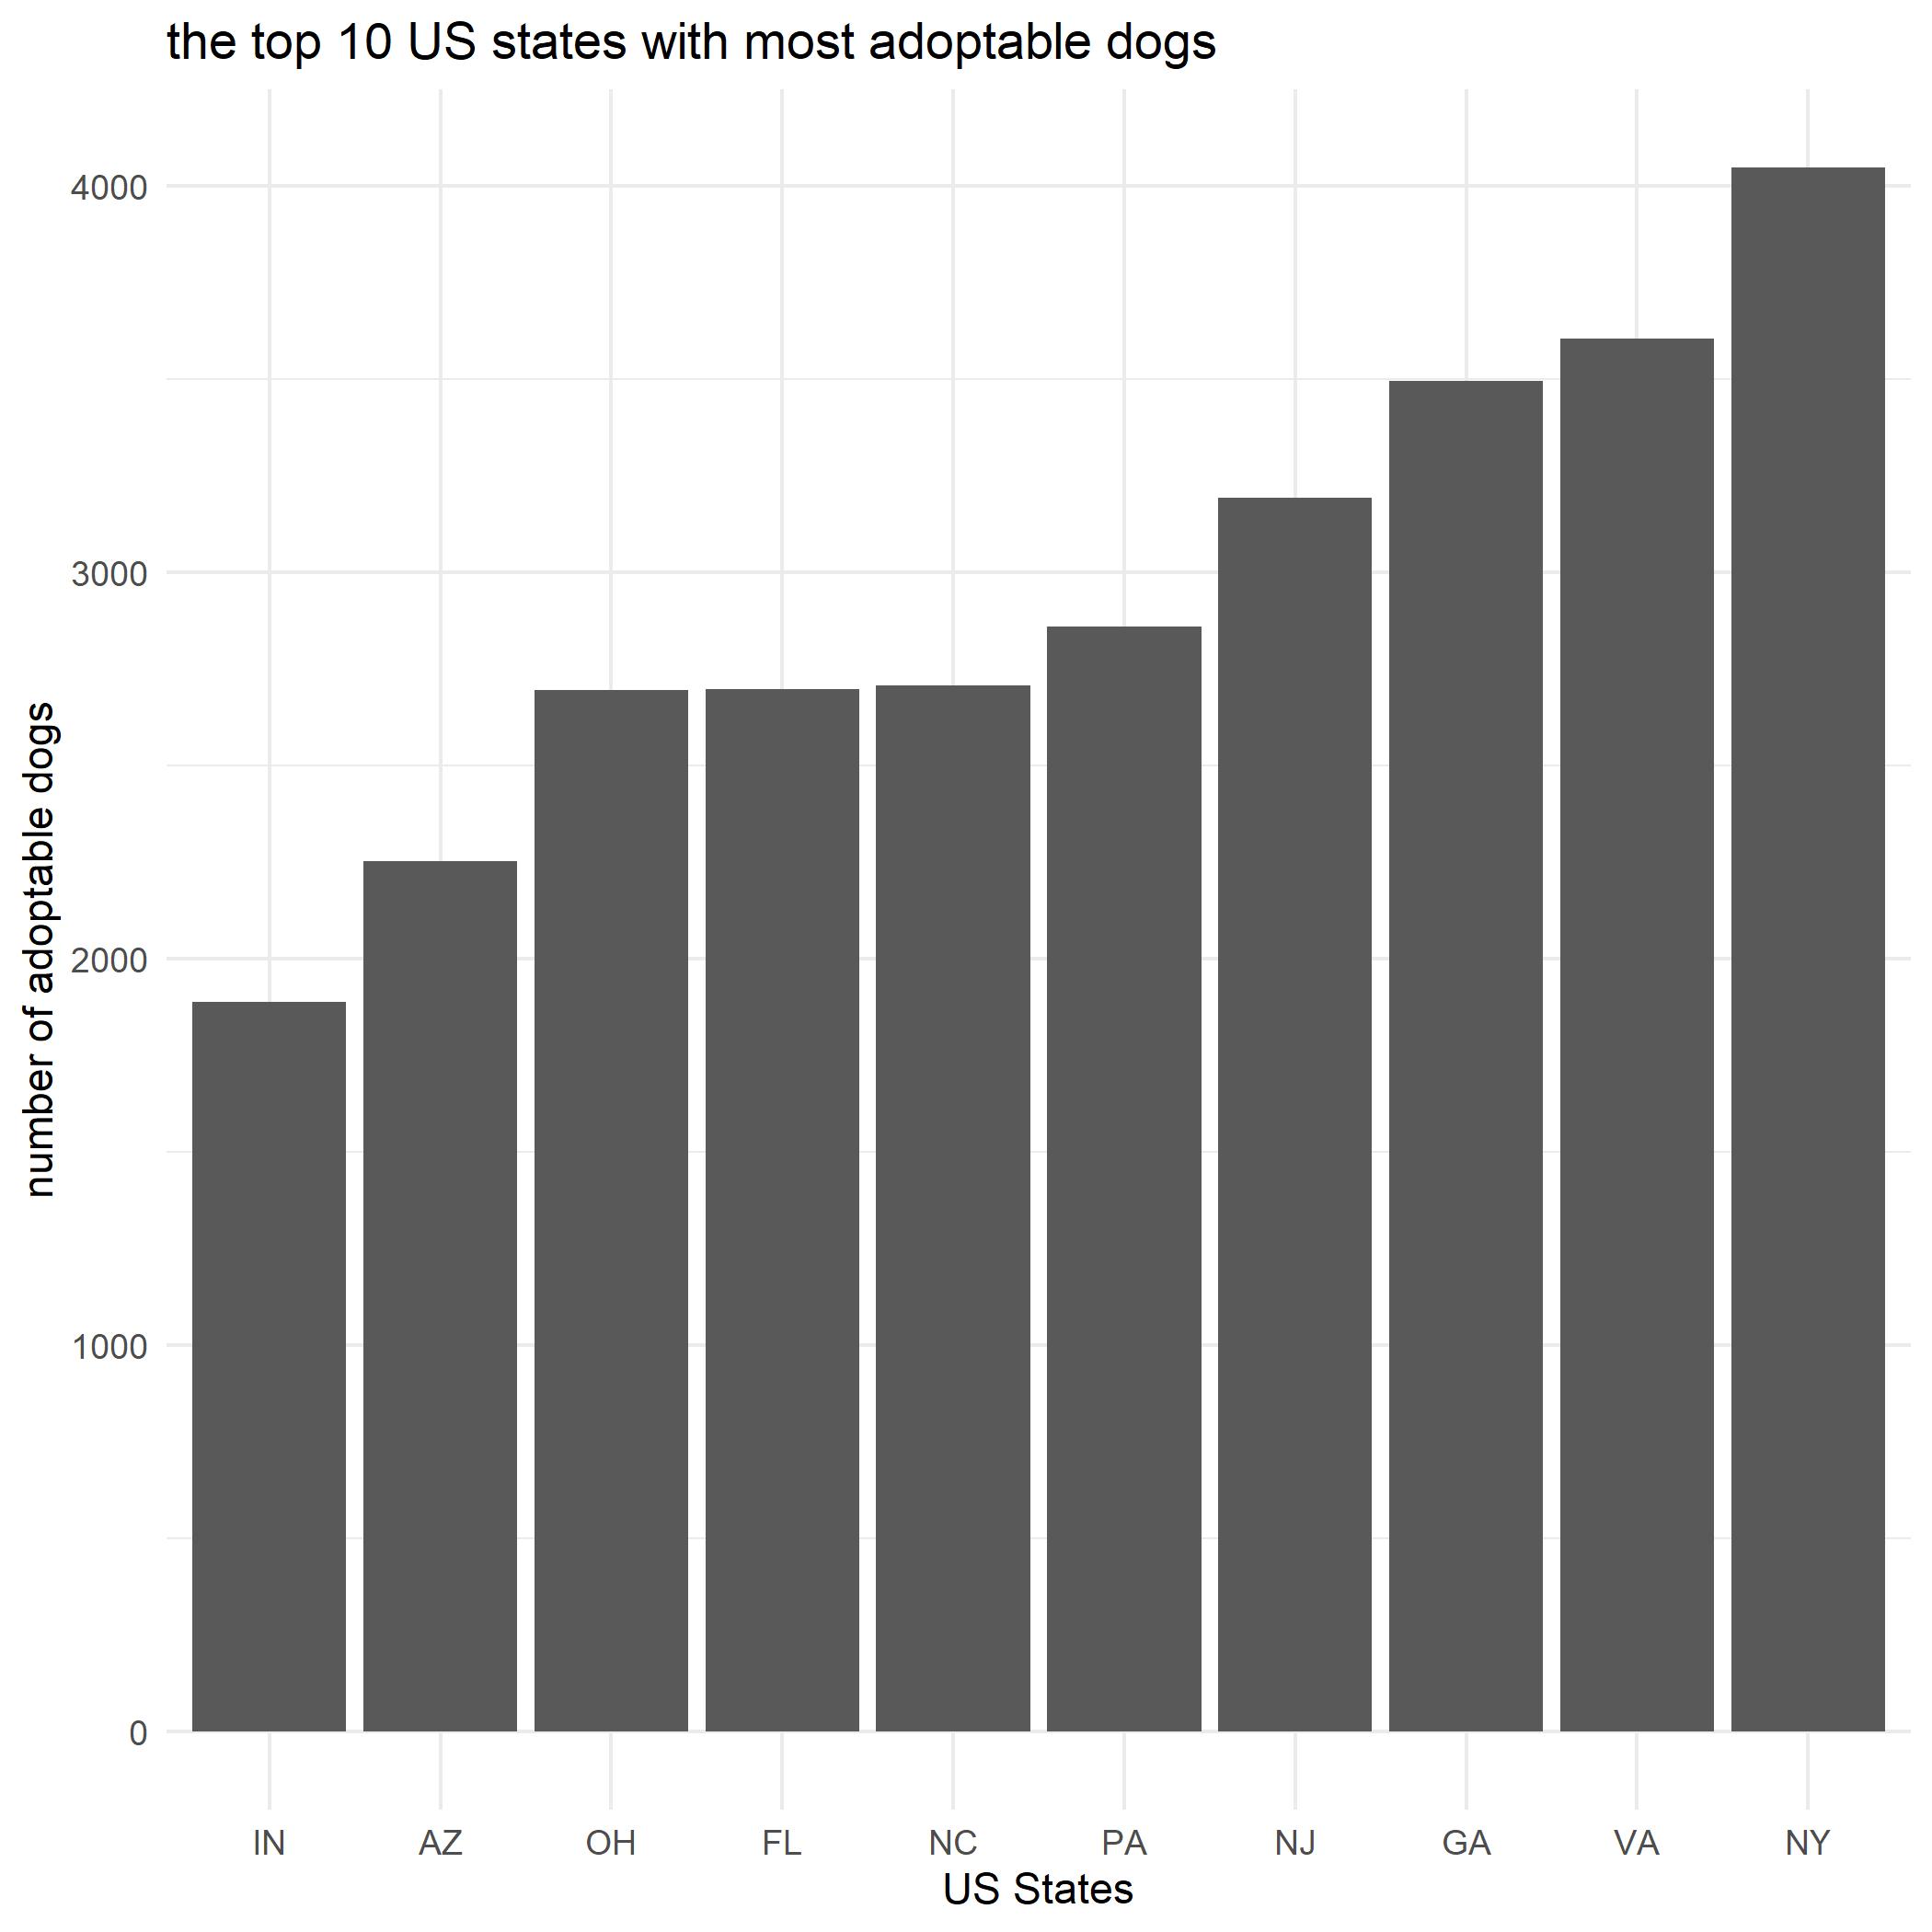 the top 10 US states with most adoptable dogs
number of adoptable dogs
4000
3000
2000
1000
0
IN AZ OH FL NC PA NJ GA VA NY
US States